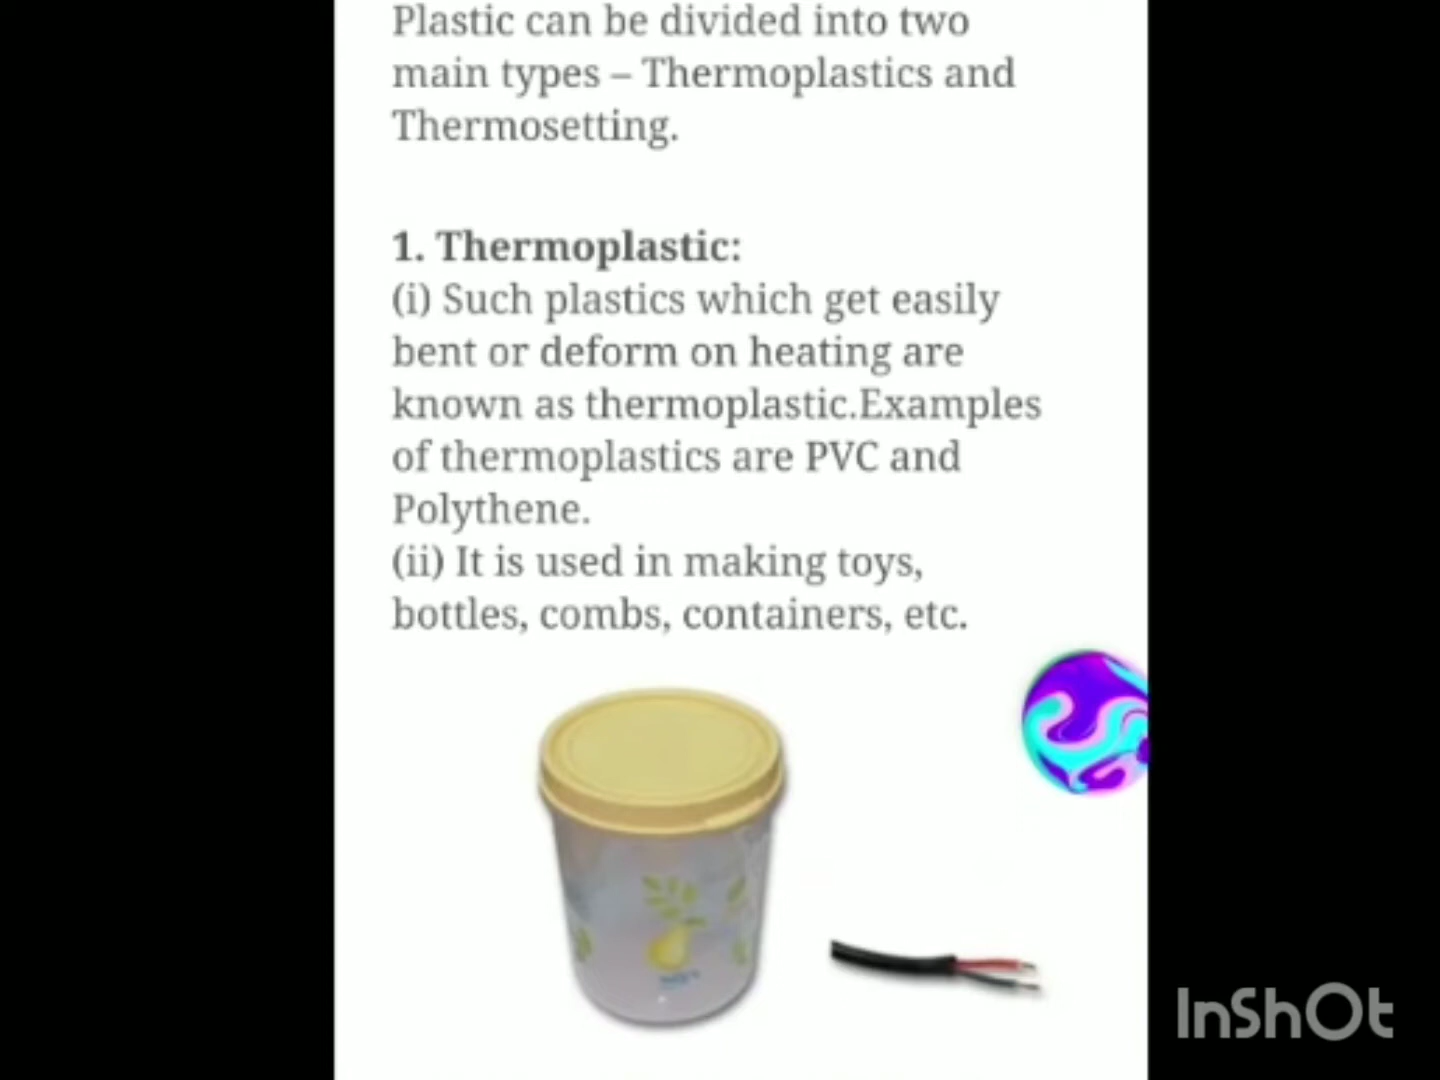 Plastic can be divided into two
main types – Thermoplastics and
Thermosetting.
1. Thermoplastic:
(i) Such plastics which get easily
bent or deform on heating are
known as thermoplastic.Examples
of thermoplastics are PVC and
Polythene.
(ii) It is used in making toys,
bottles, combs, containers, etc.
InShOt